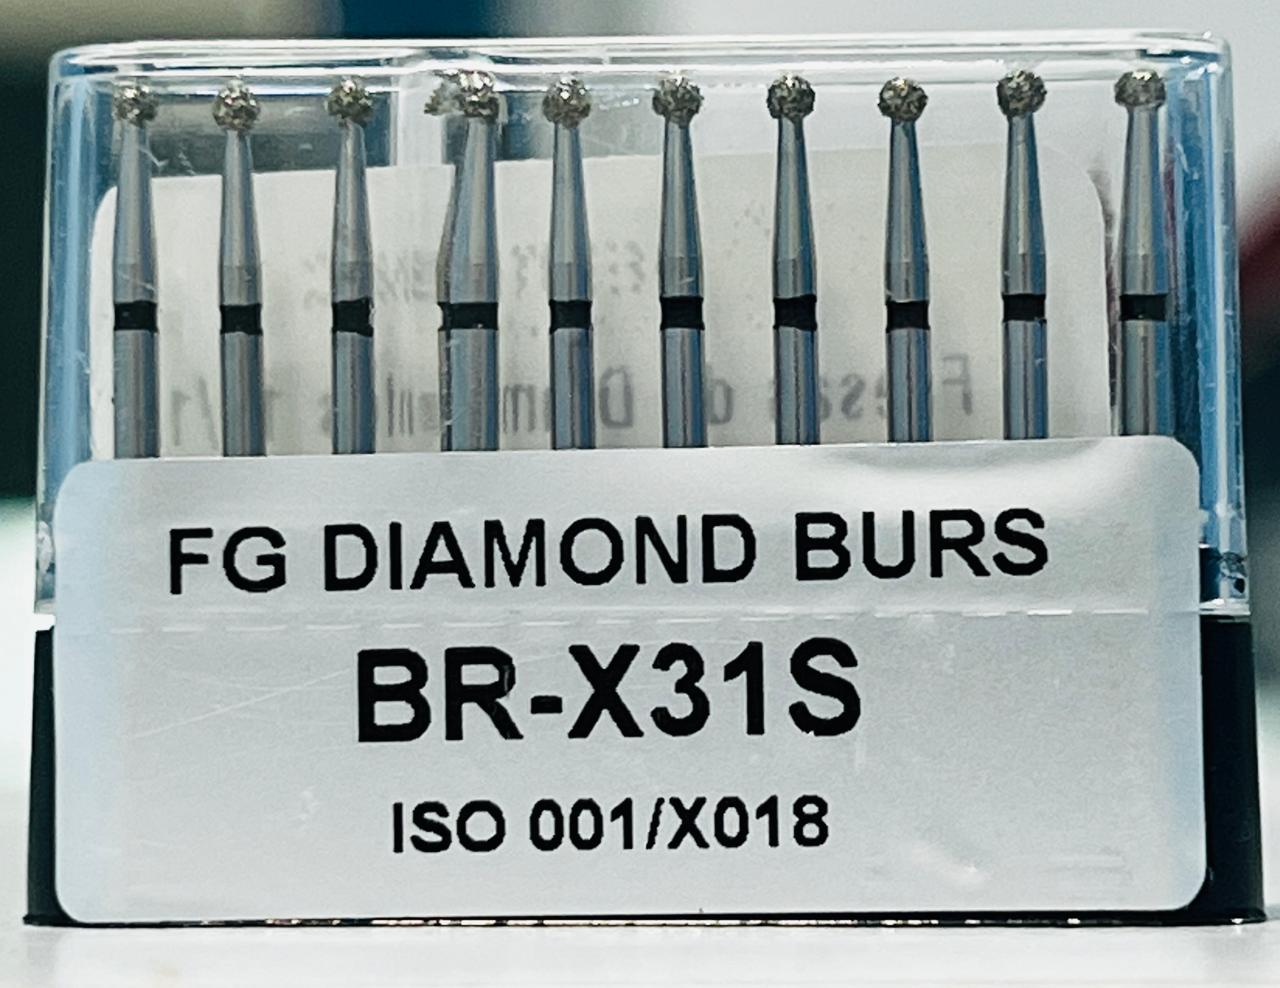 FG DIAMOND BURS
BR-X31S
ISO 001/X018